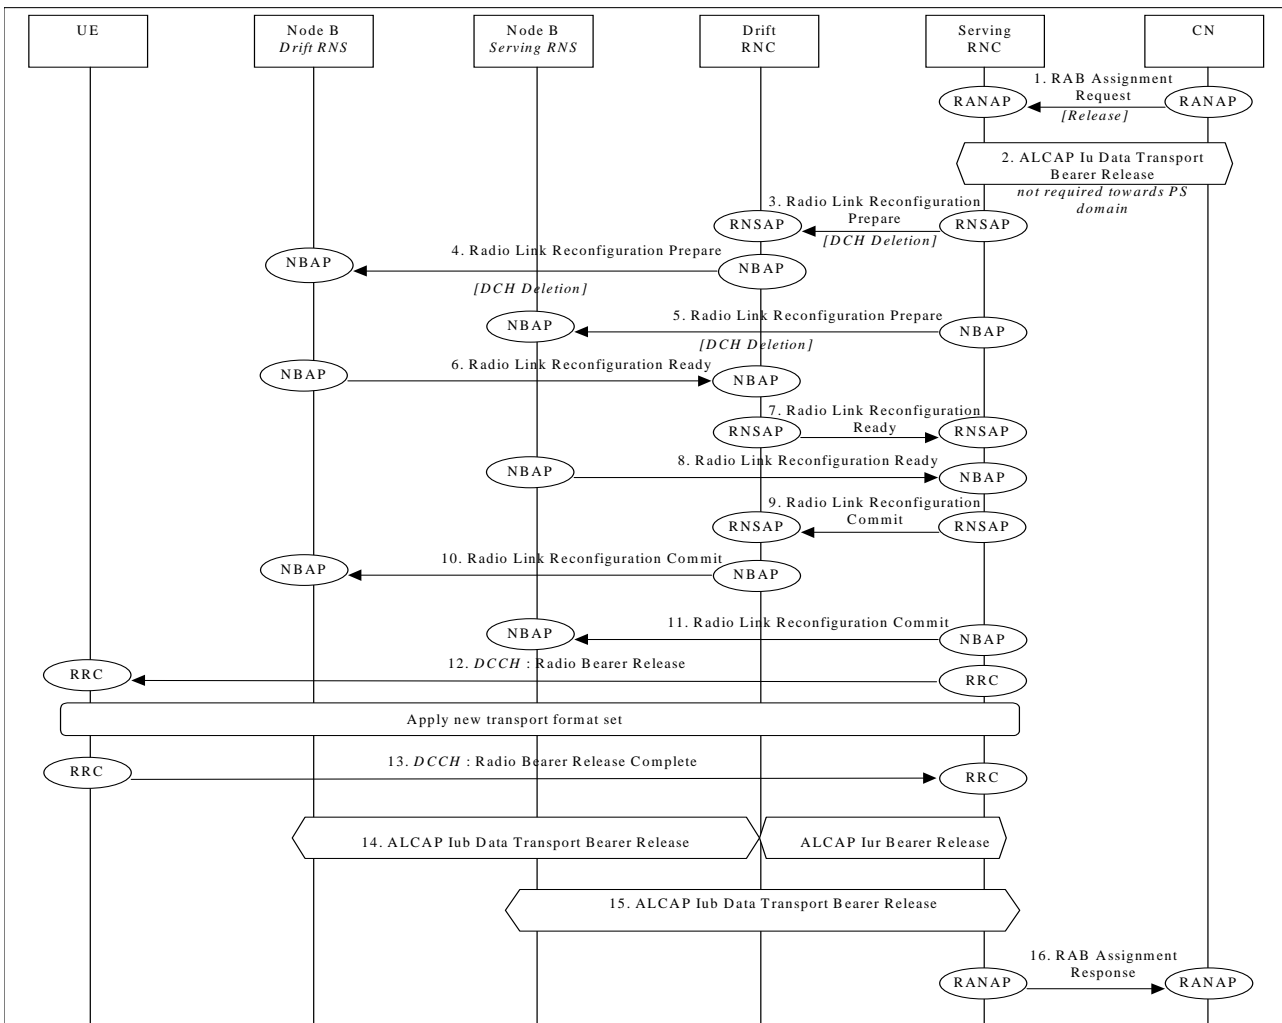 UE
Node B
Drift RNS
Node B
Serving RNS
Drift
RNC
Serving
RNC
CN
1. RAB Assignment
Request
RANAP
RANAP
[Release]
2. ALCAP Iu Data Transport
Bearer Release
not required towards PS
domain
3. Radio Link Reconfiguration
Prepare
RNSAP
RNSAP
[DCH Deletion]
4. Radio Link Reconfiguration Prepare
NBAP
NBAP
[DCH Deletion]
5. Radio Link Reconfiguration Prepare
NBAP
NBAP
[DCH Deletion]
6. Radio Link Reconfiguration Ready
NBAP
NBAP
7. Radio Link Reconfiguration
Ready
RNSAP
RNSAP
8. Radio Link Reconfiguration Ready
NBAP
NBAP
9. Radio Link Reconfiguration
Commit
RNSAP
RNSAP
10. Radio Link Reconfiguration Commit
NBAP
NBAP
11. Radio Link Reconfiguration Commit
NBAP
NBAP
12. DCCH : Radio Bearer Release
RRC
RRC
Apply new transport format set
13. DCCH : Radio Bearer Release Complete
RRC
RRC
14. ALCAP Iub Data Transport Bearer Release
ALCAP Iur Bearer Release
15. ALCAP Iub Data Transport Bearer Release
16. RAB Assignment
Response
RANAP
RANAP